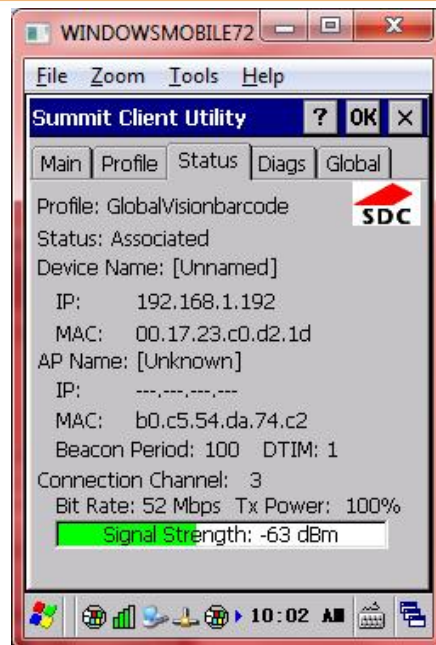 WINDOWSMOBILE72
File Zoom Tools Help
Summit Client Utility ? OK ×
Main Profile Status Diags Global
Profile: GlobalVisionbarcode
SDC
Status: Associated
Device Name: [Unnamed]
IP: 192.168.1.192
MAC: 00.17.23.c0.d2.1d
AP Name: [Unknown]
IP: ---.---.---
MAC: b0.c5.54.da.74.c2
Beacon Period: 100 DTIM: 1
Connection Channel: 3
Bit Rate: 52 Mbps Tx Power: 100%
Signal Strength: -63 dBm
10:02 AM